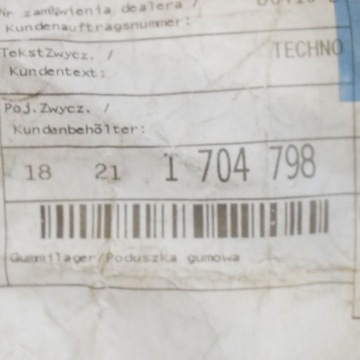 Nr zamówienia dealera /
Kundenauftragsnummer:
TekstZwycz. / TECHNO
Kundentext:
Poj.Zwycz. /
Kundenbehälter:
18 21 1 704 798
Gummilager/Poduszka gumowa